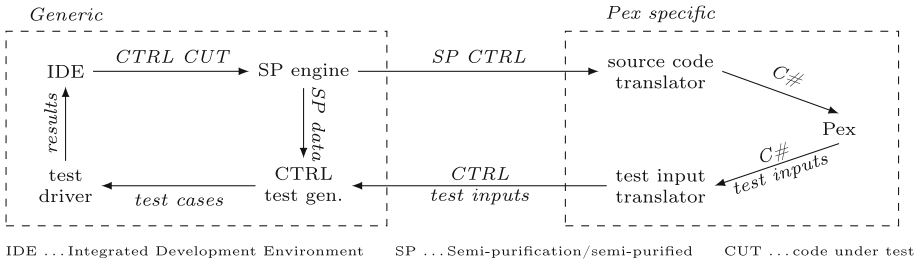 Generic
Pex specific
IDE
CTRL CUT
SP engine
SP CTRL
source code
translator
C#
Pex
results
SP data
C#
test inputs
test
driver
test cases
CTRL
test gen.
CTRL
test inputs
test input
translator
IDE ...Integrated Development Environment SP ...Semi-purification/semi-purified CUT ...code under test